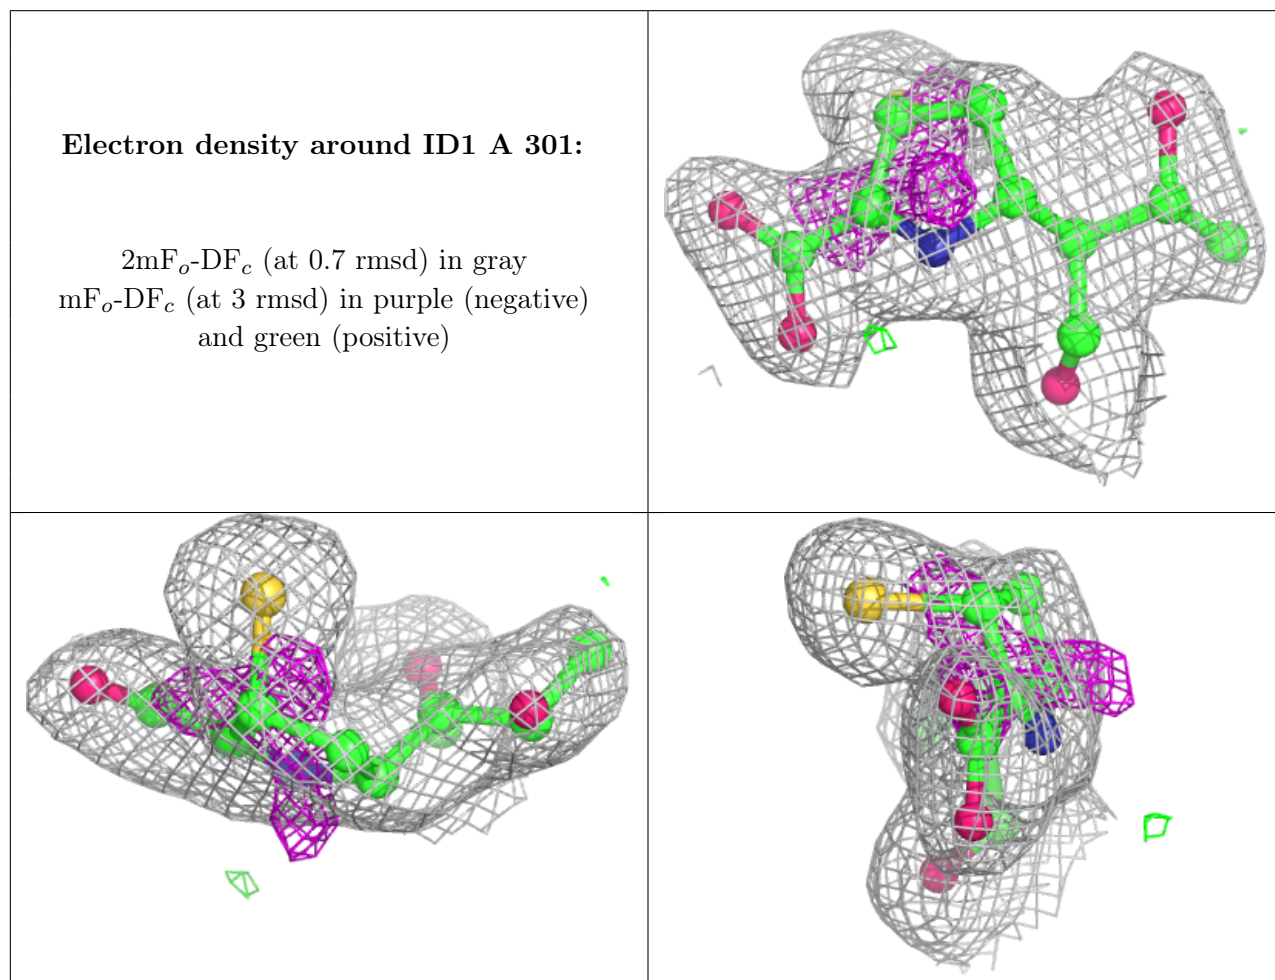 Electron density around ID1 A 301:
2mFo-DFc (at 0.7 rmsd) in gray
mFo-DFc (at 3 rmsd) in purple (negative)
and green (positive)